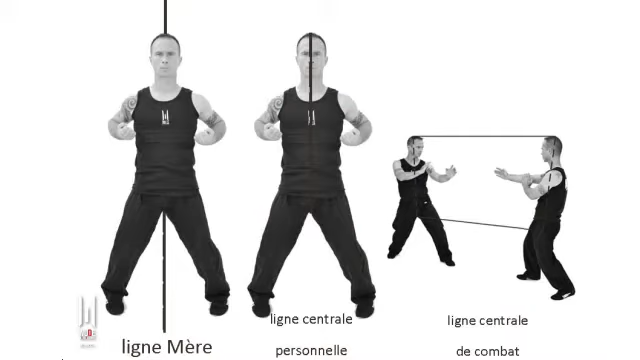 ligne Mère
ligne centrale
personnelle
ligne centrale
de combat